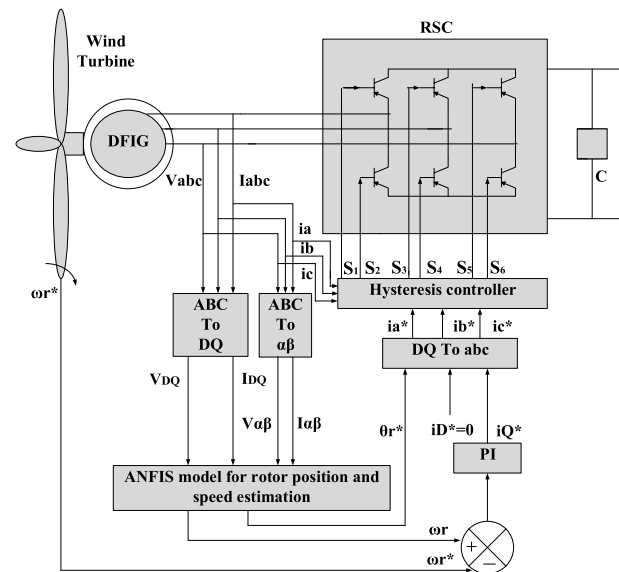 Wind
Turbine
RSC
DFIG
C
Vabc
Iabc
ia
ib
ic
S1 S2 S3 S4 S5 S6
ωr*
Hysteresis controller
ABC
To
DQ
ABC
To
αβ
ia* ib* ic*
DQ To abc
VDQ
IDQ
Vαβ
Iαβ
θr*
iD*=0
iQ*
PI
ANFIS model for rotor position and
speed estimation
ωr
+
−
ωr*